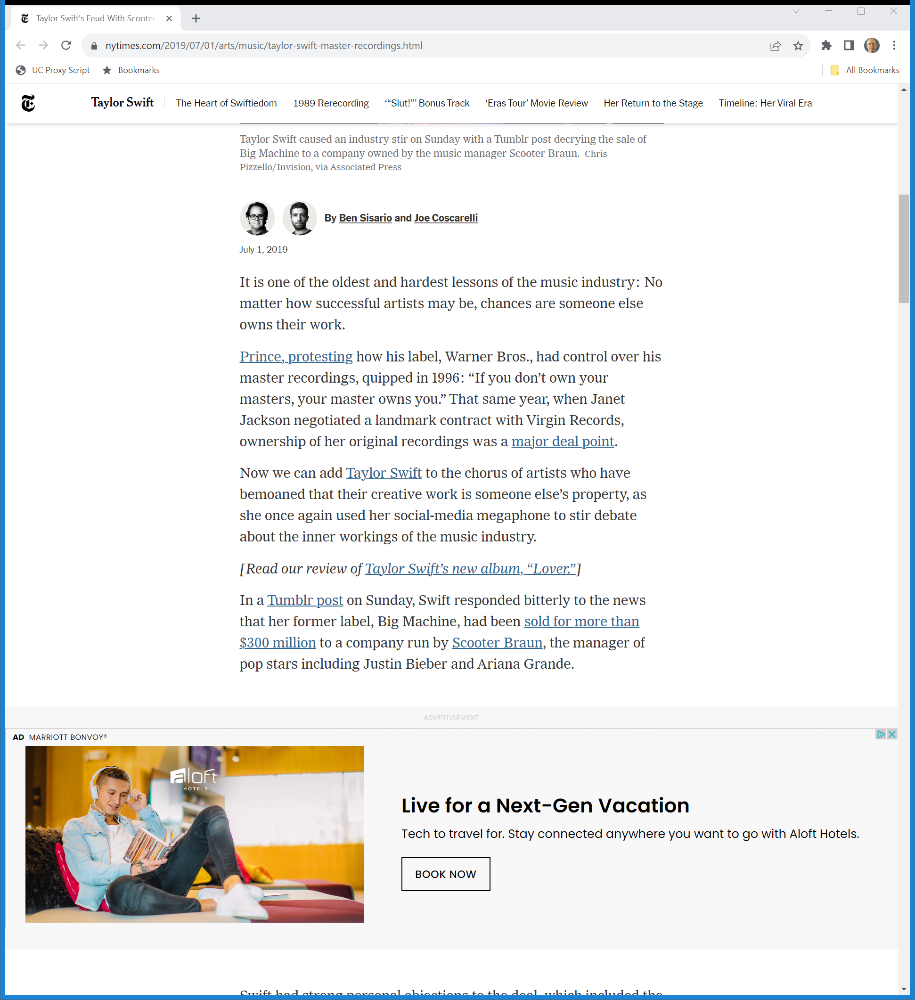 Taylor Swift's Feud With Scooter
nytimes.com/2019/07/01/arts/music/taylor-swift-master-recordings.html
UC Proxy Script Bookmarks All Bookmarks
Taylor Swift The Heart of Swiftiedom 1989 Rerecording ‘“Slut!”’ Bonus Track ‘Eras Tour’ Movie Review Her Return to the Stage Timeline: Her Viral Era
Taylor Swift caused an industry stir on Sunday with a Tumblr post decrying the sale of
Big Machine to a company owned by the music manager Scooter Braun. Chris
Pizzello/Invision, via Associated Press
By Ben Sisario and Joe Coscarelli
July 1, 2019
It is one of the oldest and hardest lessons of the music industry: No
matter how successful artists may be, chances are someone else
owns their work.
Prince, protesting how his label, Warner Bros., had control over his
master recordings, quipped in 1996: “If you don’t own your
masters, your master owns you.” That same year, when Janet
Jackson negotiated a landmark contract with Virgin Records,
ownership of her original recordings was a major deal point.
Now we can add Taylor Swift to the chorus of artists who have
bemoaned that their creative work is someone else’s property, as
she once again used her social-media megaphone to stir debate
about the inner workings of the music industry.
[Read our review of Taylor Swift’s new album, “Lover.”]
In a Tumblr post on Sunday, Swift responded bitterly to the news
that her former label, Big Machine, had been sold for more than
$300 million to a company run by Scooter Braun, the manager of
pop stars including Justin Bieber and Ariana Grande.
ADVERTISEMENT
AD MARRIOTT BONVOY®
aloft
HOTELS
Live for a Next-Gen Vacation
Tech to travel for. Stay connected anywhere you want to go with Aloft Hotels.
BOOK NOW
Swift had strong personal objections to the deal, which included the